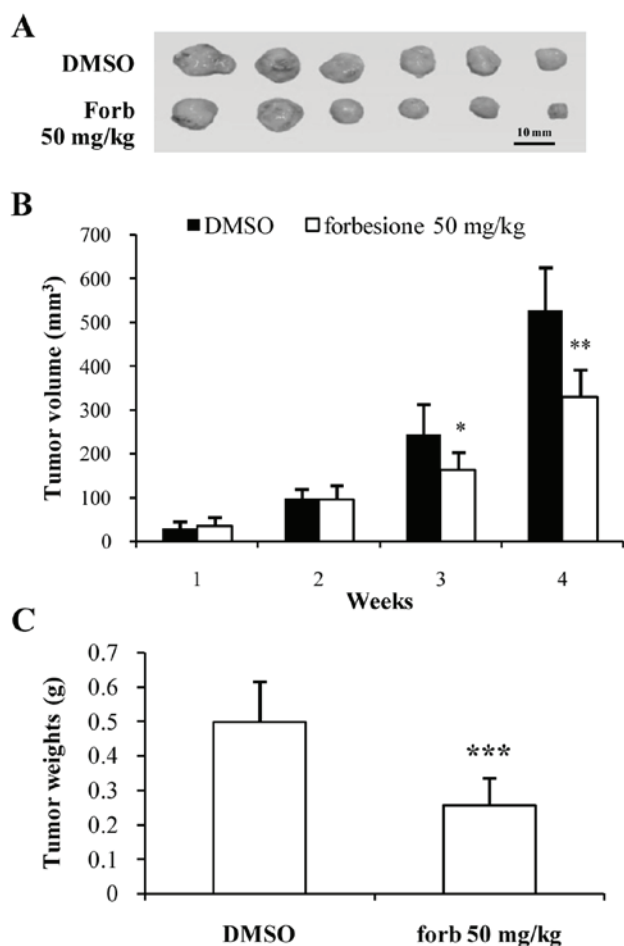 A
DMSO
Forb
50 mg/kg
10 mm
B
DMSO forbesione 50 mg/kg
Tumor volume (mm³)
700
600
500
400
300
200
100
0
*
**
1 2 3 4
Weeks
C
Tumor weights (g)
0.7
0.6
0.5
0.4
0.3
0.2
0.1
0
***
DMSO forb 50 mg/kg